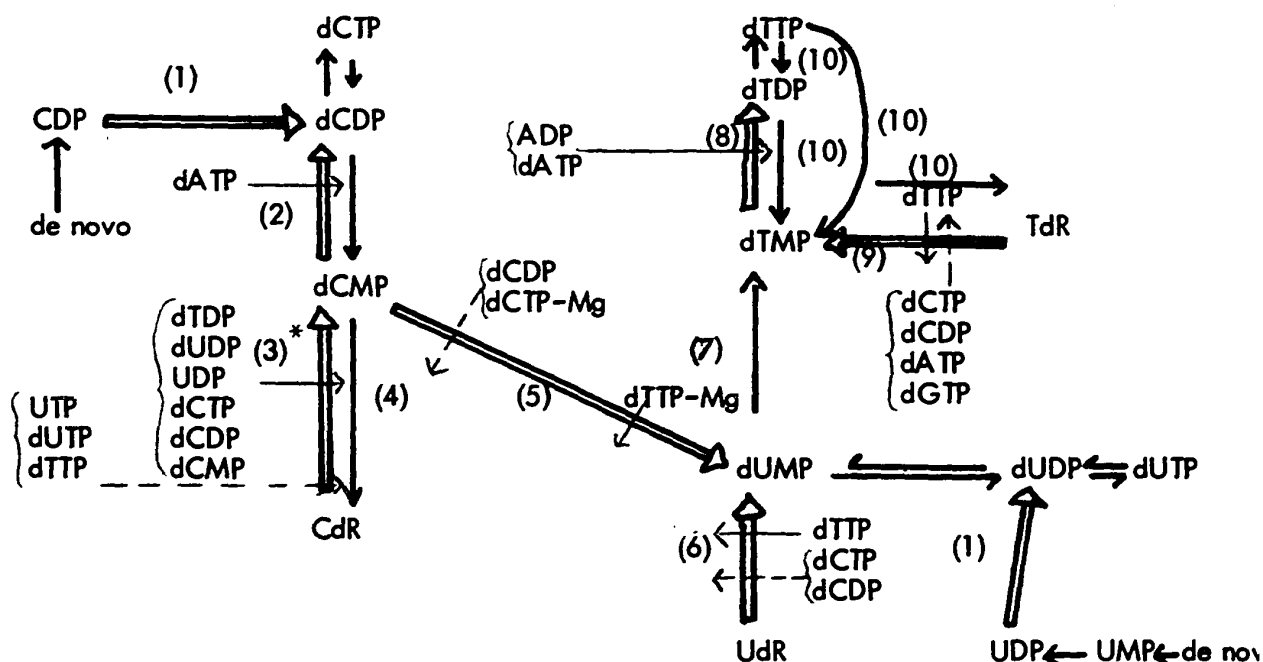 dCTP
dTTP
(1)
(10)
dTDP
CDP
dCDP
(10)
ADP
dATP
(8)
(10)
(10)
dATP
(2)
dTTP
de novo
dTMP
(9)
TdR
dCMP
dCDP
dCTP-Mg
dCTP
dCDP
dATP
dGTP
dTDP
dUDP
UDP
dCTP
dCDP
dCMP
(3)*
(4)
(7)
UTP
dUTP
dTTP
(5)
dTTP-Mg
dUMP
dUDP
dUTP
CdR
(6)
dTTP
dCTP
dCDP
(1)
UdR
UDP
UMP
de nov